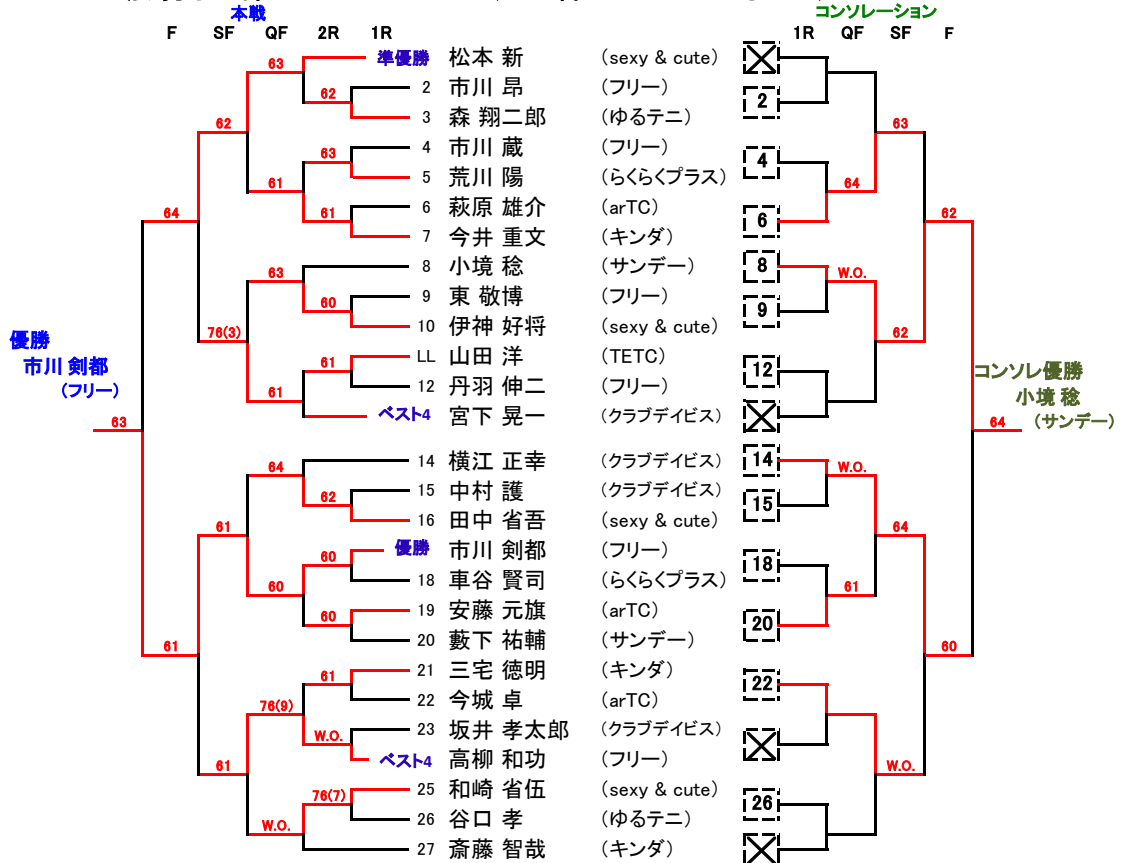 本戦
コンソレーション
F SF QF 2R 1R
1R QF SF F
準優勝 松本 新 (sexy & cute)
2 市川 昂 (フリー) 2
3 森 翔二郎 (ゆるテニ)
4 市川 蔵 (フリー) 4
5 荒川 陽 (らくらくプラス)
6 萩原 雄介 (arTC) 6
7 今井 重文 (キンダ)
8 小境 稔 (サンデー) 8
9 東 敬博 (フリー) 9
10 伊神 好将 (sexy & cute)
LL 山田 洋 (TETC)
12 丹羽 伸二 (フリー) 12
ベスト4 宮下 晃一 (クラブデイビス)
14 横江 正幸 (クラブデイビス) 14
15 中村 護 (クラブデイビス) 15
16 田中 省吾 (sexy & cute)
優勝 市川 剣都 (フリー)
18 車谷 賢司 (らくらくプラス) 18
19 安藤 元旗 (arTC)
20 藪下 祐輔 (サンデー) 20
21 三宅 徳明 (キンダ)
22 今城 卓 (arTC) 22
23 坂井 孝太郎 (クラブデイビス)
ベスト4 高柳 和功 (フリー)
25 和崎 省伍 (sexy & cute)
26 谷口 孝 (ゆるテニ) 26
27 斎藤 智哉 (キンダ)
63
62
62
63
61
61
64
63
60
76(3)
61
61
63
64
62
61
60
60
60
61
61
76(9)
W.O.
61
76(7)
W.O.
優勝
市川 剣都
(フリー)
63
64
62
W.O.
62
64
W.O.
64
61
60
W.O.
コンソレ優勝
小境 稔
(サンデー)